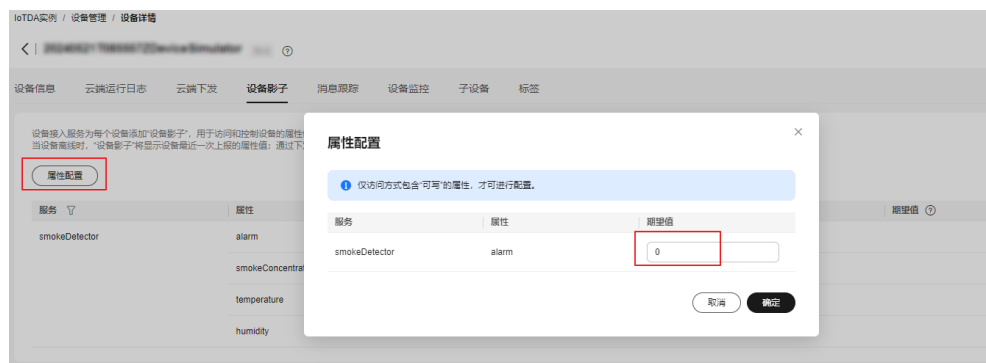 IoTDA实例 / 设备管理 / 设备详情
设备信息 云端运行日志 云端下发 设备影子 消息跟踪 设备监控 子设备 标签
设备接入服务为每个设备添加“设备影子”，用于访问和控制设备的属性
当设备离线时，“设备影子”将显示设备最近一次上报的属性值；通过下
属性配置
服务 属性 期望值
smokeDetector alarm
smokeConcentra
temperature
humidity
属性配置
仅访问方式包含“可写”的属性，才可进行配置。
服务 属性 期望值
smokeDetector alarm 0
取消 确定